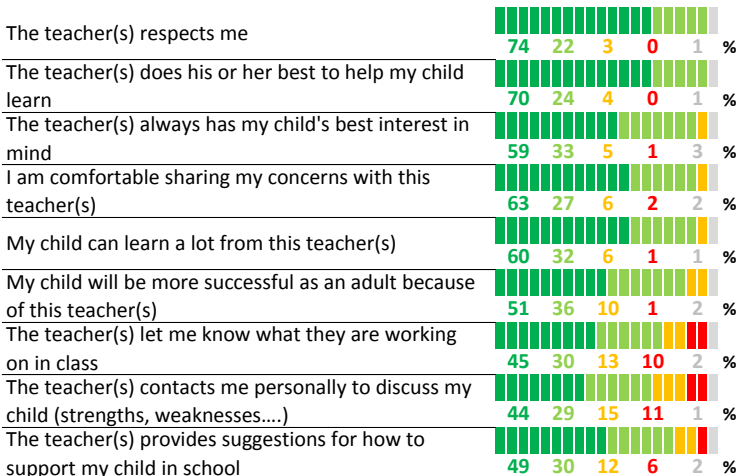 The teacher(s) respects me
74 22 3 0 1 %
The teacher(s) does his or her best to help my child
learn
70 24 4 0 1 %
The teacher(s) always has my child's best interest in
mind
59 33 5 1 3 %
I am comfortable sharing my concerns with this
teacher(s)
63 27 6 2 2 %
My child can learn a lot from this teacher(s)
60 32 6 1 1 %
My child will be more successful as an adult because
of this teacher(s)
51 36 10 1 2 %
The teacher(s) let me know what they are working
on in class
45 30 13 10 2 %
The teacher(s) contacts me personally to discuss my
child (strengths, weaknesses....)
44 29 15 11 1 %
The teacher(s) provides suggestions for how to
support my child in school
49 30 12 6 2 %